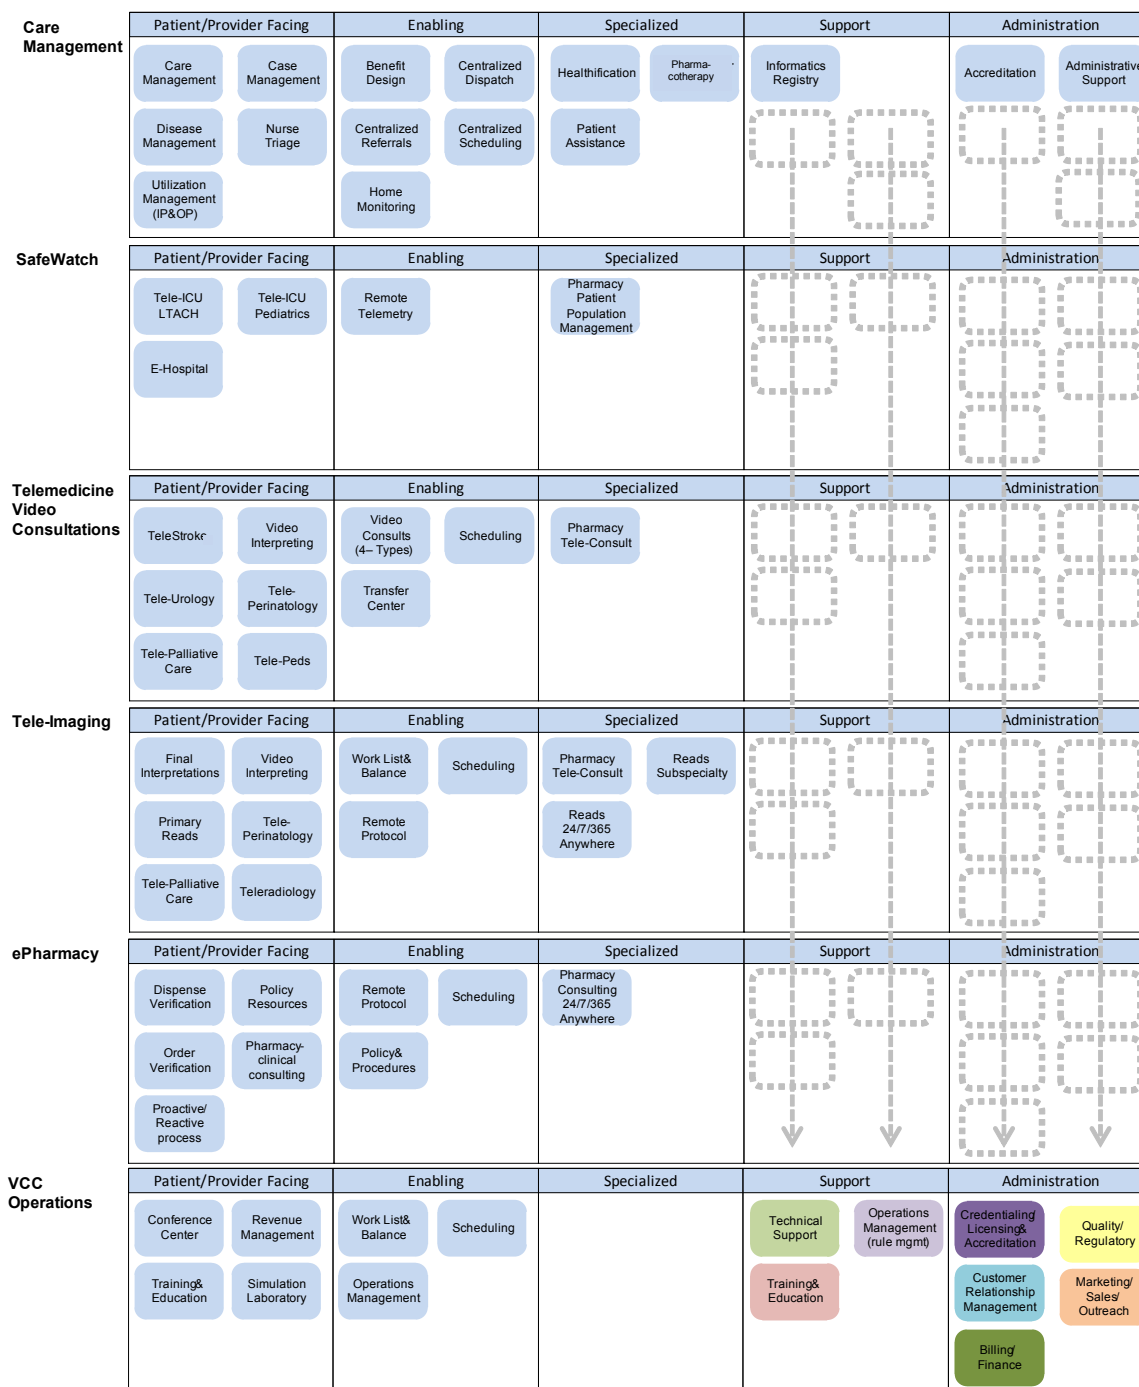 Care
Management
Patient/Provider Facing
Enabling
Specialized
Support
Administration
Care
Management
Case
Management
Benefit
Design
Centralized
Dispatch
Healthification
Pharma-
cotherapy
Informatics
Registry
Accreditation
Administrative
Support
Disease
Management
Nurse
Triage
Centralized
Referrals
Centralized
Scheduling
Patient
Assistance
Utilization
Management
(IP&OP)
Home
Monitoring
SafeWatch
Patient/Provider Facing
Enabling
Specialized
Support
Administration
Tele-ICU
LTACH
Tele-ICU
Pediatrics
Remote
Telemetry
Pharmacy
Patient
Population
Management
E-Hospital
Telemedicine
Video
Consultations
Patient/Provider Facing
Enabling
Specialized
Support
Administration
TeleStroke
Video
Interpreting
Video
Consults
(4– Types)
Scheduling
Pharmacy
Tele-Consult
Tele-Urology
Tele-
Perinatology
Transfer
Center
Tele-Palliative
Care
Tele-Peds
Tele-Imaging
Patient/Provider Facing
Enabling
Specialized
Support
Administration
Final
Interpretations
Video
Interpreting
Work List&
Balance
Scheduling
Pharmacy
Tele-Consult
Reads
Subspecialty
Primary
Reads
Tele-
Perinatology
Remote
Protocol
Reads
24/7/365
Anywhere
Tele-Palliative
Care
Teleradiology
ePharmacy
Patient/Provider Facing
Enabling
Specialized
Support
Administration
Dispense
Verification
Policy
Resources
Remote
Protocol
Scheduling
Pharmacy
Consulting
24/7/365
Anywhere
Order
Verification
Pharmacy-
clinical
consulting
Policy&
Procedures
Proactive/
Reactive
process
VCC
Operations
Patient/Provider Facing
Enabling
Specialized
Support
Administration
Conference
Center
Revenue
Management
Work List&
Balance
Scheduling
Technical
Support
Operations
Management
(rule mgmt)
Credentialing/
Licensing&
Accreditation
Quality/
Regulatory
Training&
Education
Simulation
Laboratory
Operations
Management
Training&
Education
Customer
Relationship
Management
Marketing/
Sales/
Outreach
Billing/
Finance